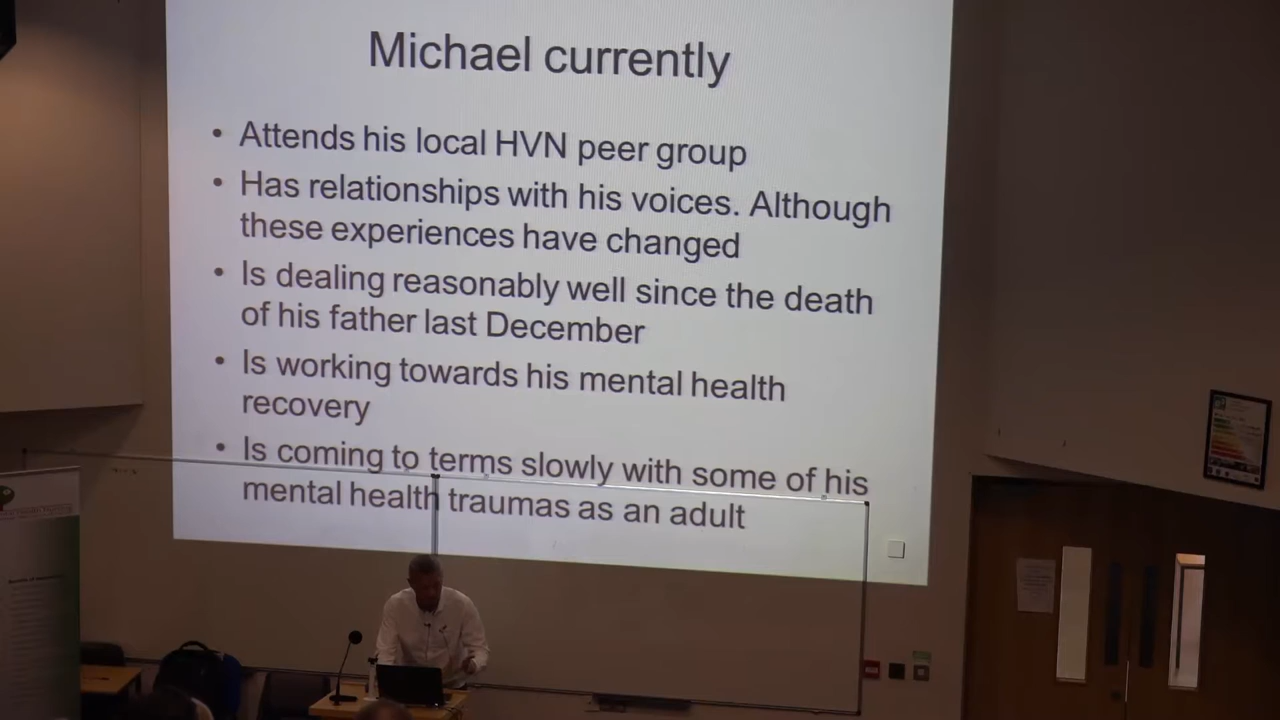 Michael currently
• Attends his local HVN peer group
• Has relationships with his voices. Although
these experiences have changed
• Is dealing reasonably well since the death
of his father last December
• Is working towards his mental health
recovery
• Is coming to terms slowly with some of his
mental health traumas as an adult